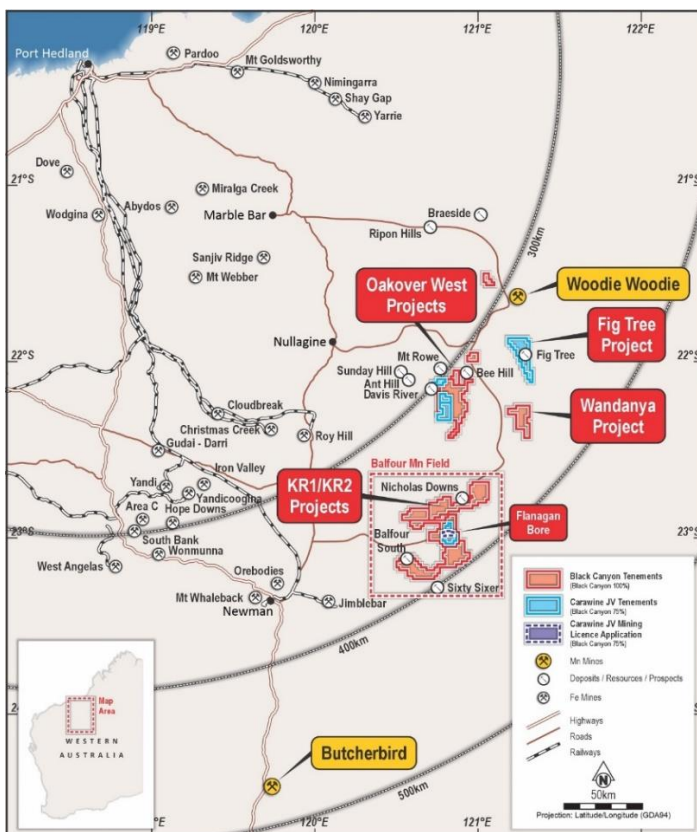 119°E
120°E
121°E
122°E
Port Hedland
Pardoo
Mt Goldsworthy
Nimingarra
Shay Gap
Yarrie
Dove
21°S
21°S
Miralga Creek
Abydos
Wodgina
Marble Bar
Braeside
Ripon Hills
300km
Sanjiv Ridge
Mt Webber
Oakover West
Projects
Woodie Woodie
Fig Tree
Project
Nullagine
22°S
22°S
Mt Rowe
Fig Tree
Sunday Hill
Bee Hill
Ant Hill
Davis River
Wandanya
Project
Cloudbreak
Christmas Creek
Roy Hill
Gudai - Darri
Iron Valley
Balfour Mn Field
Yandi
Yandicoogina
KR1/KR2
Projects
Nicholas Downs
Area C
Hope Downs
Flanagan
Bore
23°S
23°S
South Bank
Wonmunna
Balfour
South
West Angelas
Orebodies
Sixty Sixer
Mt Whaleback
Newman
Jimblebar
400km
Black Canyon Tenements
(Black Canyon 100%)
Carawine JV Tenements
(Black Canyon 75%)
Carawine JV Mining
Licence Application
(Black Canyon 75%)
Mn Mines
Deposits / Resources / Prospects
Fe Mines
Highways
Roads
Railways
N
50km
Projection: Latitude/Longitude (GDA94)
Map
Area
WESTERN
AUSTRALIA
Butcherbird
500km
119°E
120°E
121°E